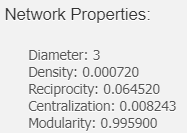 Network Properties:
Diameter: 3
Density: 0.000720
Reciprocity: 0.064520
Centralization: 0.008243
Modularity: 0.995900